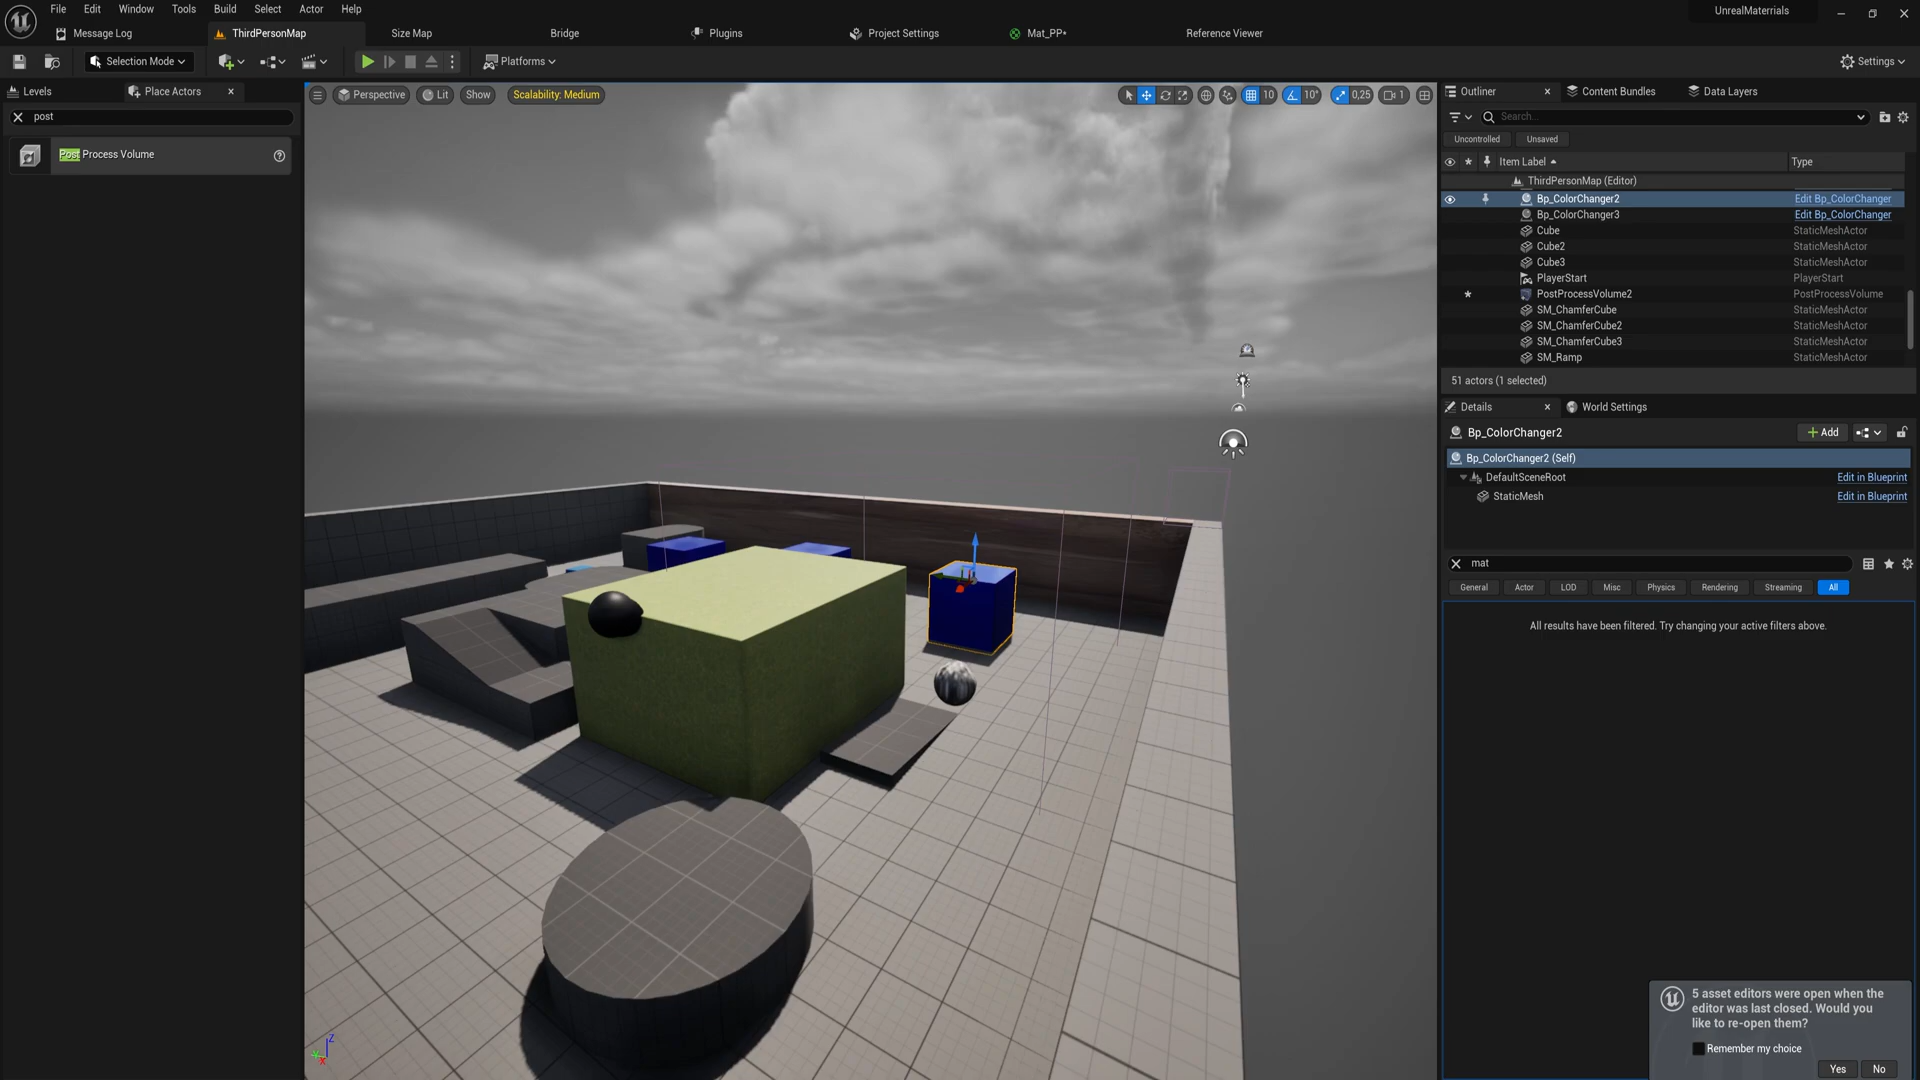 File Edit Window Tools Build Select Actor Help
UnrealMaterials
Message Log
ThirdPersonMap
Size Map
Bridge
Plugins
Project Settings
Mat_PP*
Reference Viewer
Selection Mode
Platforms
Settings
Levels
Place Actors
post
Post Process Volume
Perspective
Lit
Show
Scalability: Medium
10
10°
0,25
1
Outliner
Content Bundles
Data Layers
Search...
Uncontrolled
Unsaved
Item Label
Type
ThirdPersonMap (Editor)
Bp_ColorChanger2 Edit Bp_ColorChanger
Bp_ColorChanger3 Edit Bp_ColorChanger
Cube StaticMeshActor
Cube2 StaticMeshActor
Cube3 StaticMeshActor
PlayerStart PlayerStart
PostProcessVolume2 PostProcessVolume
SM_ChamferCube StaticMeshActor
SM_ChamferCube2 StaticMeshActor
SM_ChamferCube3 StaticMeshActor
SM_Ramp StaticMeshActor
51 actors (1 selected)
Details
World Settings
Bp_ColorChanger2
Add
Bp_ColorChanger2 (Self)
DefaultSceneRoot Edit in Blueprint
StaticMesh Edit in Blueprint
mat
General Actor LOD Misc Physics Rendering Streaming All
All results have been filtered. Try changing your active filters above.
Z
Y
X
5 asset editors were open when the
editor was last closed. Would you
like to re-open them?
Remember my choice
Yes No